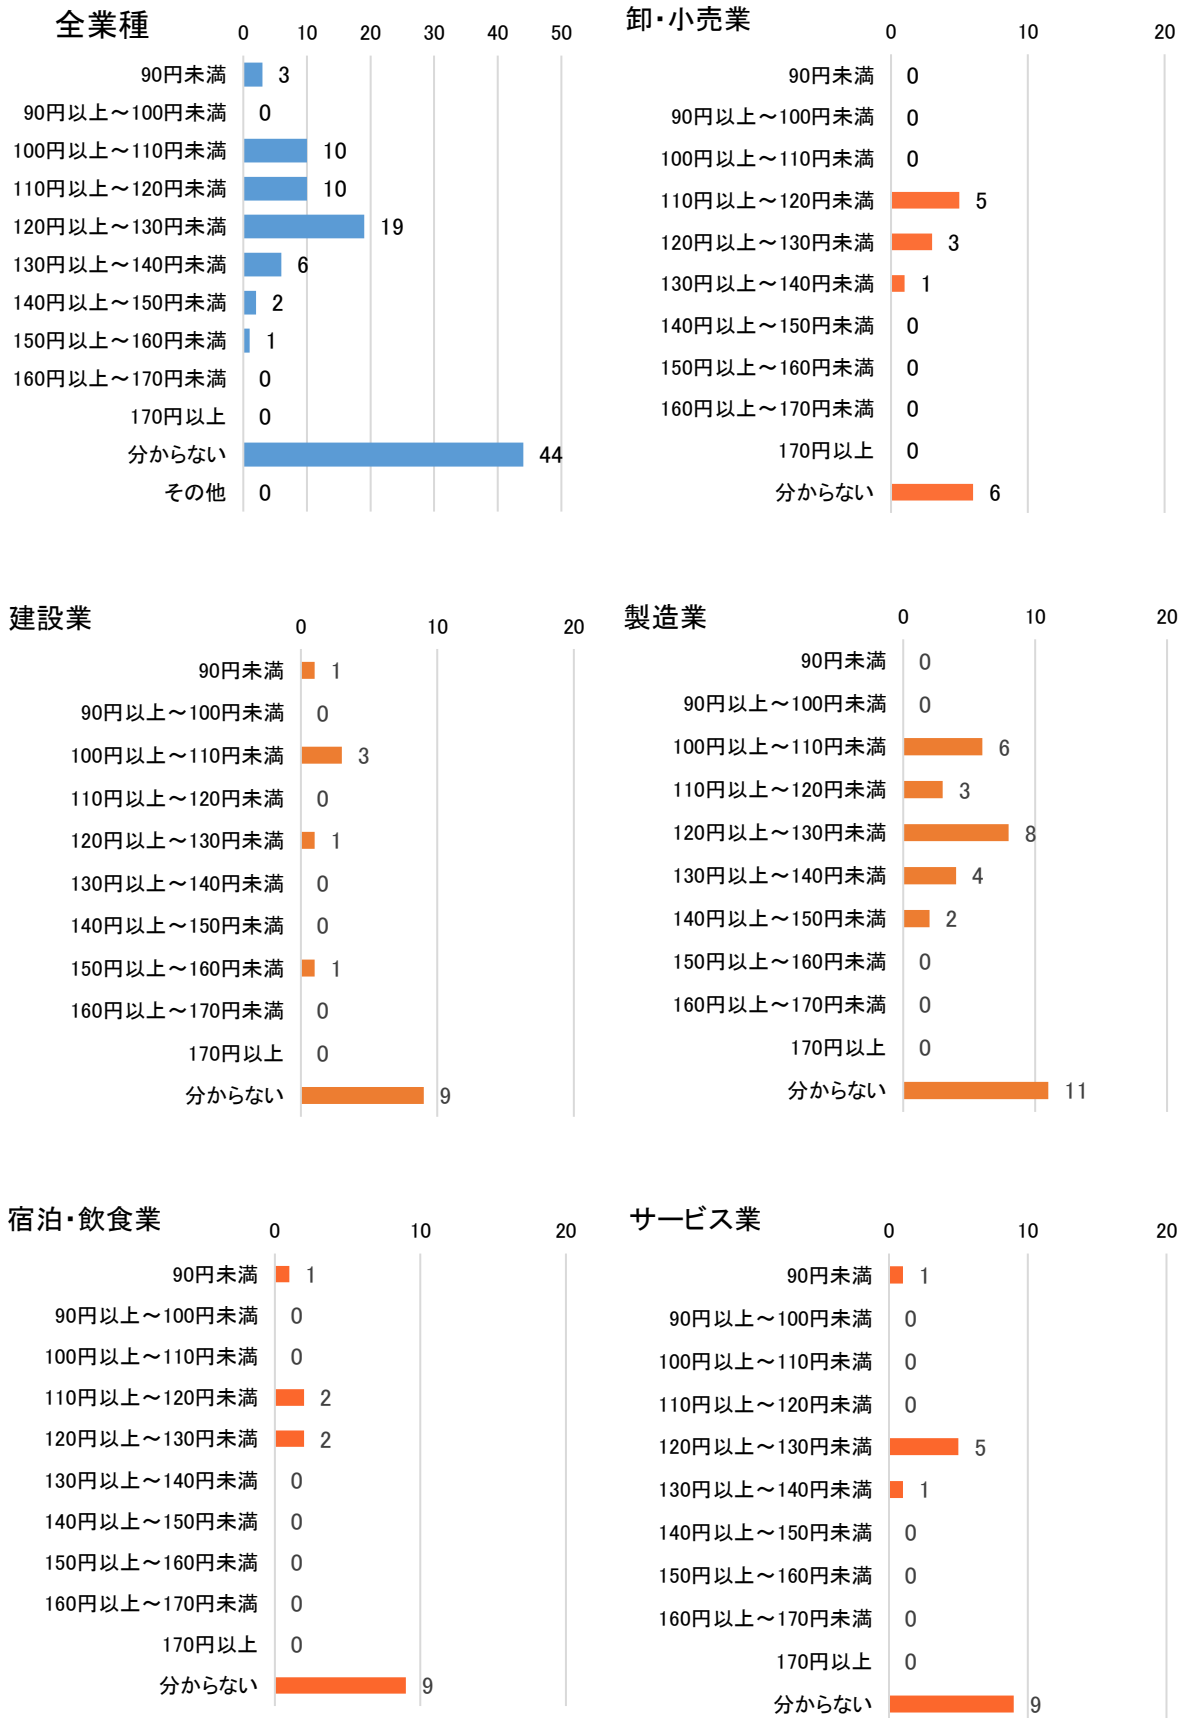 全業種
0 10 20 30 40 50
90円未満 3
90円以上～100円未満 0
100円以上～110円未満 10
110円以上～120円未満 10
120円以上～130円未満 19
130円以上～140円未満 6
140円以上～150円未満 2
150円以上～160円未満 1
160円以上～170円未満 0
170円以上 0
分からない 44
その他 0
卸・小売業
0 10 20
90円未満 0
90円以上～100円未満 0
100円以上～110円未満 0
110円以上～120円未満 5
120円以上～130円未満 3
130円以上～140円未満 1
140円以上～150円未満 0
150円以上～160円未満 0
160円以上～170円未満 0
170円以上 0
分からない 6
建設業
0 10 20
90円未満 1
90円以上～100円未満 0
100円以上～110円未満 3
110円以上～120円未満 0
120円以上～130円未満 1
130円以上～140円未満 0
140円以上～150円未満 0
150円以上～160円未満 1
160円以上～170円未満 0
170円以上 0
分からない 9
製造業
0 10 20
90円未満 0
90円以上～100円未満 0
100円以上～110円未満 6
110円以上～120円未満 3
120円以上～130円未満 8
130円以上～140円未満 4
140円以上～150円未満 2
150円以上～160円未満 0
160円以上～170円未満 0
170円以上 0
分からない 11
宿泊・飲食業
0 10 20
90円未満 1
90円以上～100円未満 0
100円以上～110円未満 0
110円以上～120円未満 2
120円以上～130円未満 2
130円以上～140円未満 0
140円以上～150円未満 0
150円以上～160円未満 0
160円以上～170円未満 0
170円以上 0
分からない 9
サービス業
0 10 20
90円未満 1
90円以上～100円未満 0
100円以上～110円未満 0
110円以上～120円未満 0
120円以上～130円未満 5
130円以上～140円未満 1
140円以上～150円未満 0
150円以上～160円未満 0
160円以上～170円未満 0
170円以上 0
分からない 9